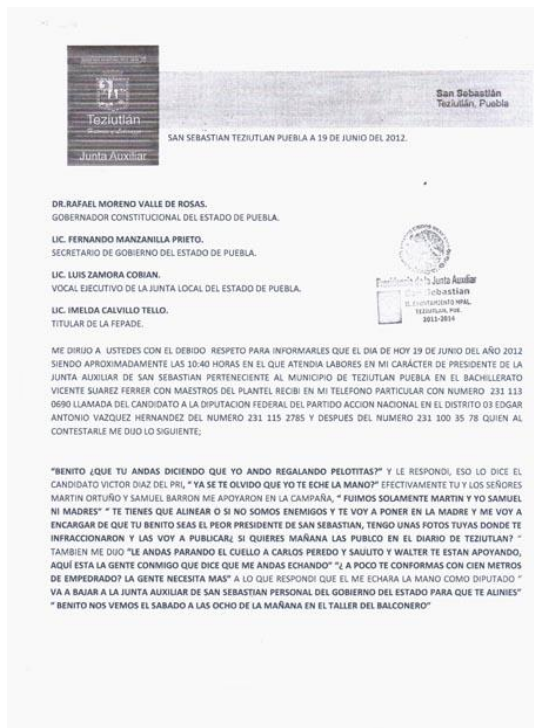 Teziutlán
Junta Auxiliar
San Sebastián
Teziutlán, Puebla
SAN SEBASTIAN TEZIUTLAN PUEBLA A 19 DE JUNIO DEL 2012.
DR.RAFAEL MORENO VALLE DE ROSAS.
GOBERNADOR CONSTITUCIONAL DEL ESTADO DE PUEBLA.
LIC. FERNANDO MANZANILLA PRIETO.
SECRETARIO DE GOBIERNO DEL ESTADO DE PUEBLA.
LIC. LUIS ZAMORA COBIAN.
VOCAL EJECUTIVO DE LA JUNTA LOCAL DEL ESTADO DE PUEBLA.
LIC. IMELDA CALVILLO TELLO.
TITULAR DE LA FEPADE.
de la Junta Auxiliar
San Sebastian
H. AYUNTAMIENTO MPAL.
TEZIUTLAN, PUE.
2011-2014
ME DIRIJO A USTEDES CON EL DEBIDO RESPETO PARA INFORMARLES QUE EL DIA DE HOY 19 DE JUNIO DEL AÑO 2012
SIENDO APROXIMADAMENTE LAS 10:40 HORAS EN EL QUE ATENDIA LABORES EN MI CARÁCTER DE PRESIDENTE DE LA
JUNTA AUXILIAR DE SAN SEBASTIAN PERTENECIENTE AL MUNICIPIO DE TEZIUTLAN PUEBLA EN EL BACHILLERATO
VICENTE SUAREZ FERRER CON MAESTROS DEL PLANTEL RECIBI EN MI TELEFONO PARTICULAR CON NUMERO 231 113
0690 LLAMADA DEL CANDIDATO A LA DIPUTACION FEDERAL DEL PARTIDO ACCION NACIONAL EN EL DISTRITO 03 EDGAR
ANTONIO VAZQUEZ HERNANDEZ DEL NUMERO 231 115 2785 Y DESPUES DEL NUMERO 231 100 35 78 QUIEN AL
CONTESTARLE ME DIJO LO SIGUIENTE;
"BENITO ¿QUE TU ANDAS DICIENDO QUE YO ANDO REGALANDO PELOTITAS?" Y LE RESPONDI, ESO LO DICE EL
CANDIDATO VICTOR DIAZ DEL PRI, " YA SE TE OLVIDO QUE YO TE ECHE LA MANO?" EFECTIVAMENTE TU Y LOS SEÑORES
MARTIN ORTUÑO Y SAMUEL BARRON ME APOYARON EN LA CAMPAÑA, " FUIMOS SOLAMENTE MARTIN Y YO SAMUEL
NI MADRES" " TE TIENES QUE ALINEAR O SI NO SOMOS ENEMIGOS Y TE VOY A PONER EN LA MADRE Y ME VOY A
ENCARGAR DE QUE TU BENITO SEAS EL PEOR PRESIDENTE DE SAN SEBASTIAN, TENGO UNAS FOTOS TUYAS DONDE TE
INFRACCIONARON Y LAS VOY A PUBLICAR¿ SI QUIERES MAÑANA LAS PUBLCO EN EL DIARIO DE TEZIUTLAN? "
TAMBIEN ME DIJO "LE ANDAS PARANDO EL CUELLO A CARLOS PEREDO Y SAULITO Y WALTER TE ESTAN APOYANDO,
AQUÍ ESTA LA GENTE CONMIGO QUE DICE QUE ME ANDAS ECHANDO" "¿ A POCO TE CONFORMAS CON CIEN METROS
DE EMPEDRADO? LA GENTE NECESITA MAS" A LO QUE RESPONDI QUE EL ME ECHARA LA MANO COMO DIPUTADO "
VA A BAJAR A LA JUNTA AUXILIAR DE SAN SEBASTIAN PERSONAL DEL GOBIERNO DEL ESTADO PARA QUE TE ALINIES"
" BENITO NOS VEMOS EL SABADO A LAS OCHO DE LA MAÑANA EN EL TALLER DEL BALCONERO"